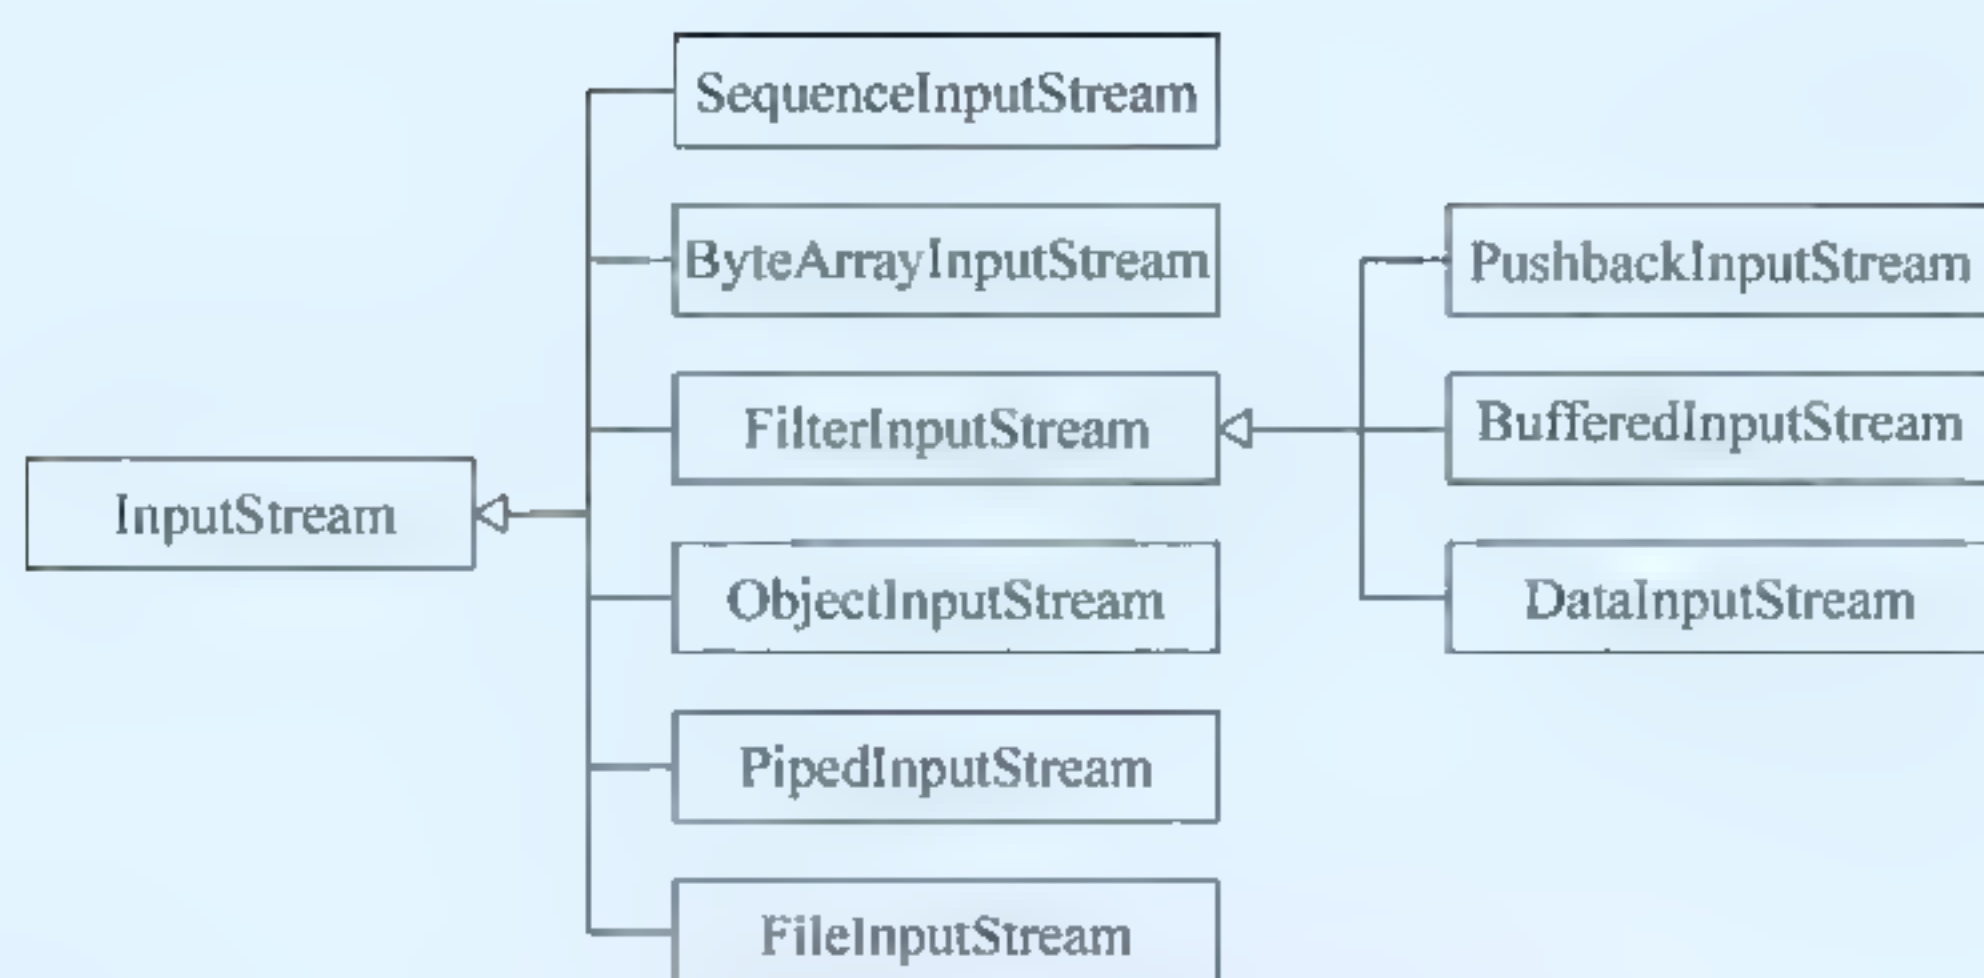 SequenceInputStream
ByteArrayInputStream
PushbackInputStream
FilterInputStream
BufferedInputStream
InputStream
ObjectInputStream
DataInputStream
PipedInputStream
FileInputStream